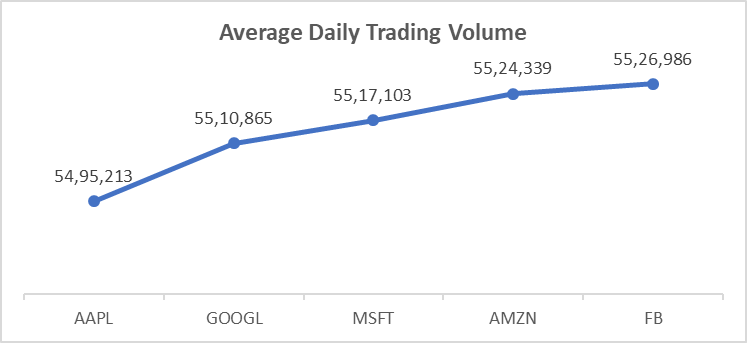 Average Daily Trading Volume
54,95,213
55,10,865
55,17,103
55,24,339
55,26,986
AAPL GOOGL MSFT AMZN FB